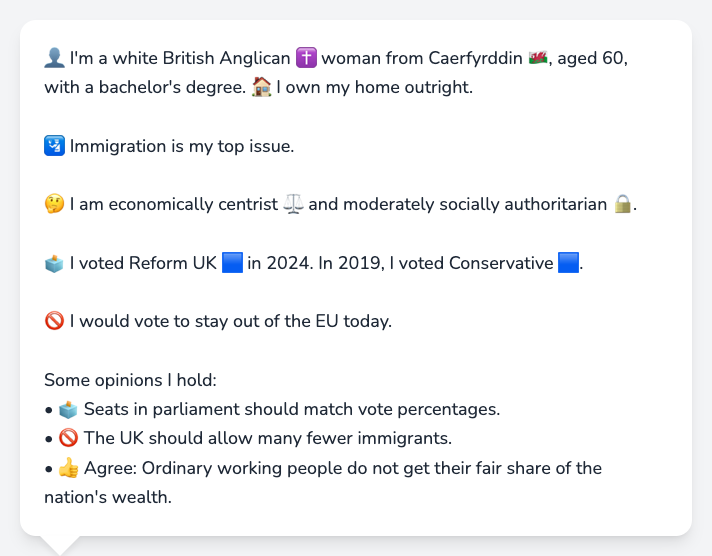 👤 I'm a white British Anglican ✝️ woman from Caerfyrddin 🏴󠁧󠁢󠁷󠁬󠁳󠁿, aged 60,
with a bachelor's degree. 🏠 I own my home outright.
🛂 Immigration is my top issue.
🤔 I am economically centrist ⚖️ and moderately socially authoritarian 🔒.
🗳️ I voted Reform UK 🟦 in 2024. In 2019, I voted Conservative 🟦.
🚫 I would vote to stay out of the EU today.
Some opinions I hold:
• 🗳️ Seats in parliament should match vote percentages.
• 🚫 The UK should allow many fewer immigrants.
• 👍 Agree: Ordinary working people do not get their fair share of the
nation's wealth.